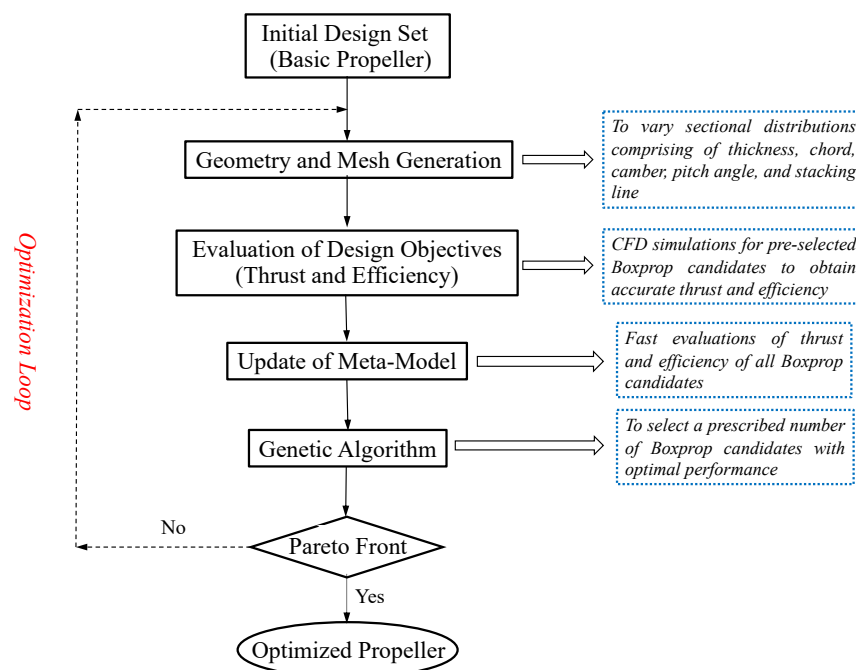 Initial Design Set
(Basic Propeller)
Geometry and Mesh Generation
To vary sectional distributions
comprising of thickness, chord,
camber, pitch angle, and stacking
line
Evaluation of Design Objectives
(Thrust and Efficiency)
CFD simulations for pre-selected
Boxprop candidates to obtain
accurate thrust and efficiency
Optimization Loop
Update of Meta-Model
Fast evaluations of thrust
and efficiency of all Boxprop
candidates
Genetic Algorithm
To select a prescribed number
of Boxprop candidates with
optimal performance
No
Pareto Front
Yes
Optimized Propeller